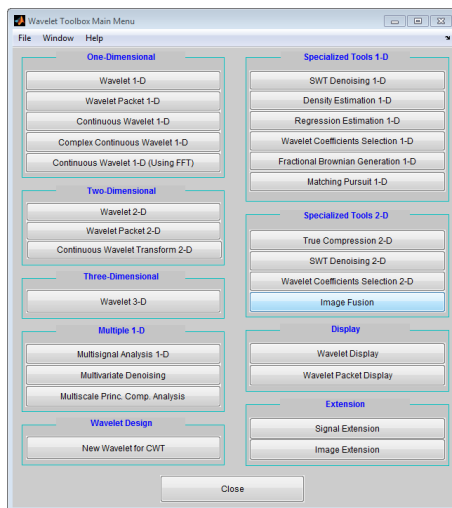 Wavelet Toolbox Main Menu
File Window Help
One-Dimensional
Wavelet 1-D
Wavelet Packet 1-D
Continuous Wavelet 1-D
Complex Continuous Wavelet 1-D
Continuous Wavelet 1-D (Using FFT)
Two-Dimensional
Wavelet 2-D
Wavelet Packet 2-D
Continuous Wavelet Transform 2-D
Three-Dimensional
Wavelet 3-D
Multiple 1-D
Multisignal Analysis 1-D
Multivariate Denoising
Multiscale Princ. Comp. Analysis
Wavelet Design
New Wavelet for CWT
Specialized Tools 1-D
SWT Denoising 1-D
Density Estimation 1-D
Regression Estimation 1-D
Wavelet Coefficients Selection 1-D
Fractional Brownian Generation 1-D
Matching Pursuit 1-D
Specialized Tools 2-D
True Compression 2-D
SWT Denoising 2-D
Wavelet Coefficients Selection 2-D
Image Fusion
Display
Wavelet Display
Wavelet Packet Display
Extension
Signal Extension
Image Extension
Close